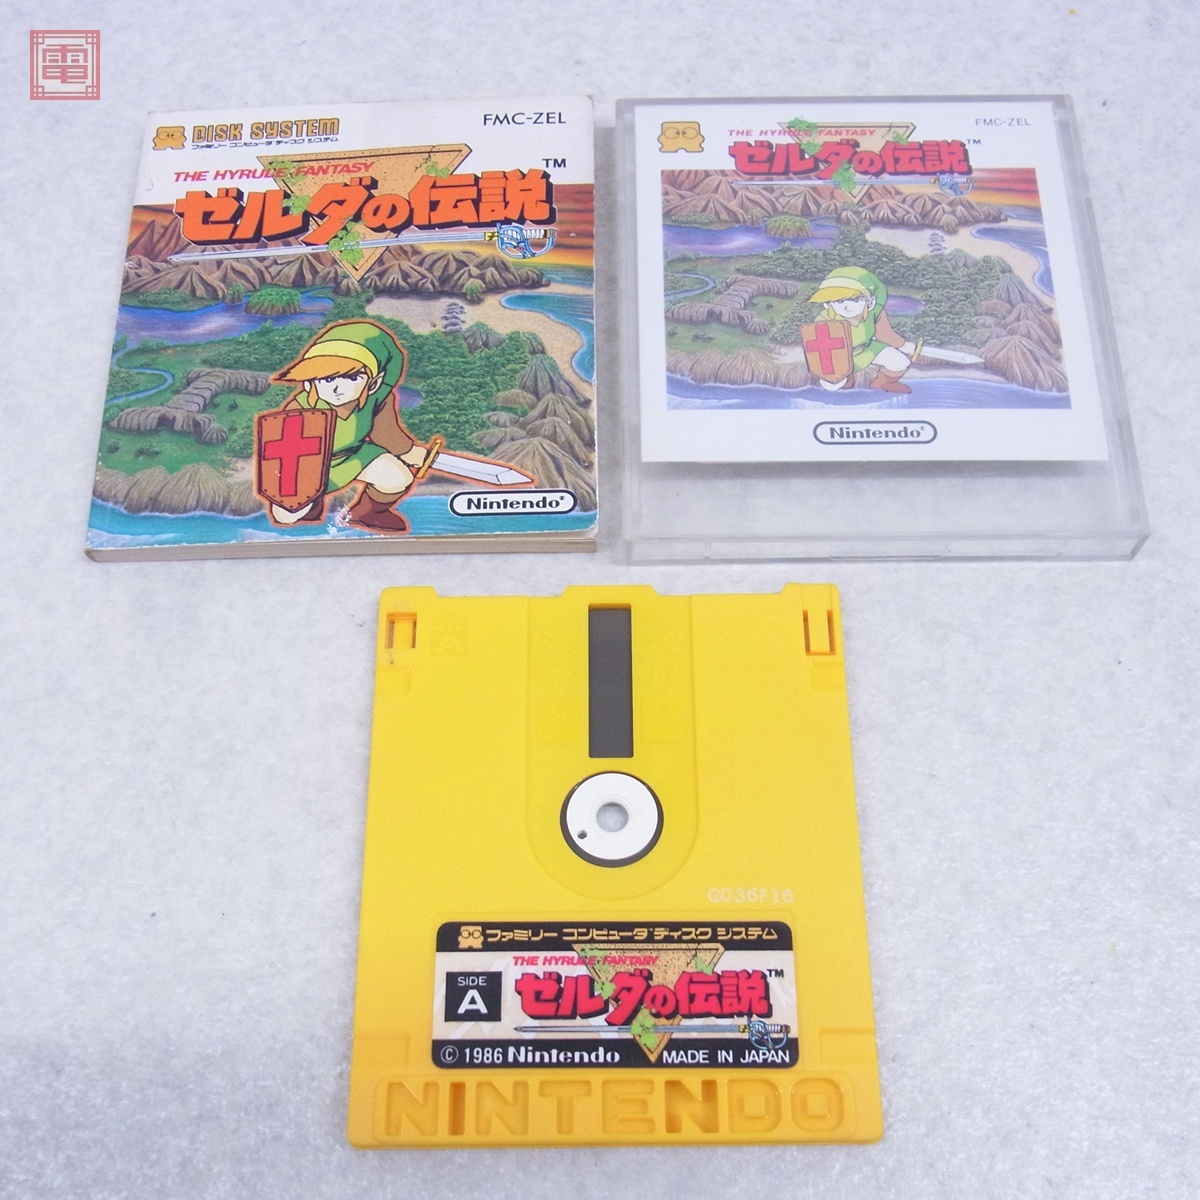 電
DISK SYSTEM
ファミリー コンピュータ ディスク システム
FMC-ZEL
THE HYRULE FANTASY
ゼルダの伝説
TM
Nintendo
FMC-ZEL
THE HYRULE FANTASY
ゼルダの伝説
TM
Nintendo
A
GD36F16
ファミリー コンピュータ ディスク システム
THE HYRULE FANTASY
SIDE
A
ゼルダの伝説
TM
© 1986 Nintendo
MADE IN JAPAN
NINTENDO